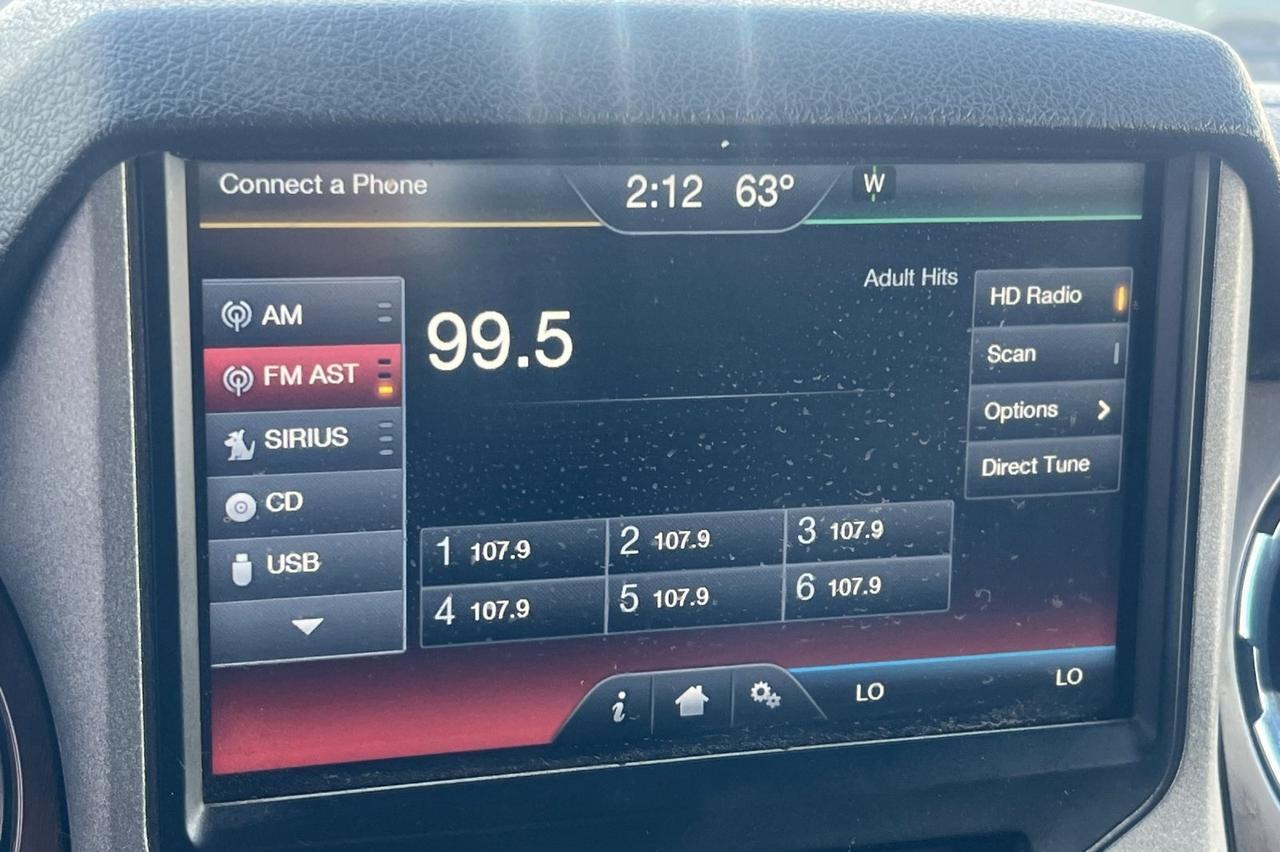 Connect a Phone
2:12 63° W
AM
FM AST
SIRIUS
CD
USB
99.5
Adult Hits
HD Radio
Scan
Options
Direct Tune
1 107.9 2 107.9 3 107.9
4 107.9 5 107.9 6 107.9
i
LO LO